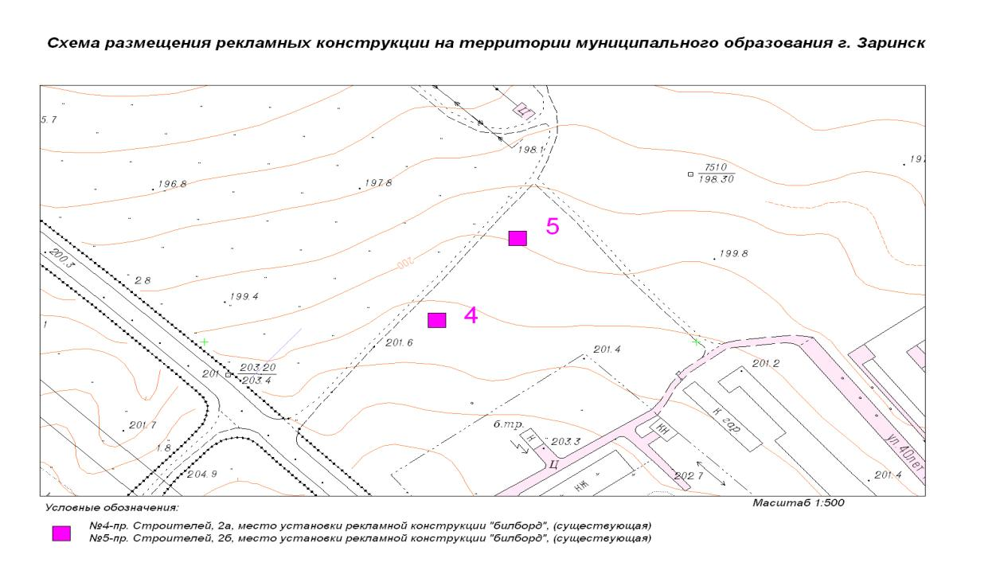 Схема размещения рекламных конструкции на территории муниципального образования г. Заринск
5.7
Ц
198.1
197
7510
198.30
196.8
197.8
5
200.3
200
199.8
2.8
199.4
4
1
201.6
201.4
201
203.20
203.4
201.2
201.7
б.тр.
Н
203.3
КН
К гар.
1.8
Ц
ул 40лет
204.9
КЖ
202.7
201.4
Условные обозначения:
Масштаб 1:500
№4-пр. Строителей, 2а, место установки рекламной конструкции "билборд", (существующая)
№5-пр. Строителей, 2б, место установки рекламной конструкции "билборд", (существующая)